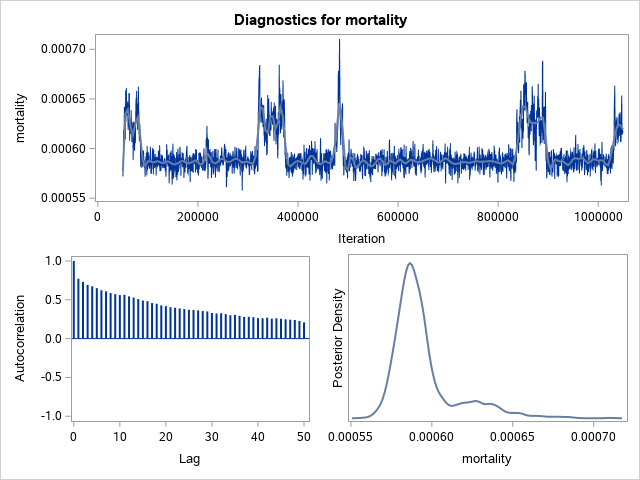 Diagnostics for mortality
mortality
0.00070
0.00065
0.00060
0.00055
0 200000 400000 600000 800000 1000000
Iteration
Autocorrelation
1.0
0.5
0.0
-0.5
-1.0
0 10 20 30 40 50
Lag
Posterior Density
0.00055 0.00060 0.00065 0.00070
mortality